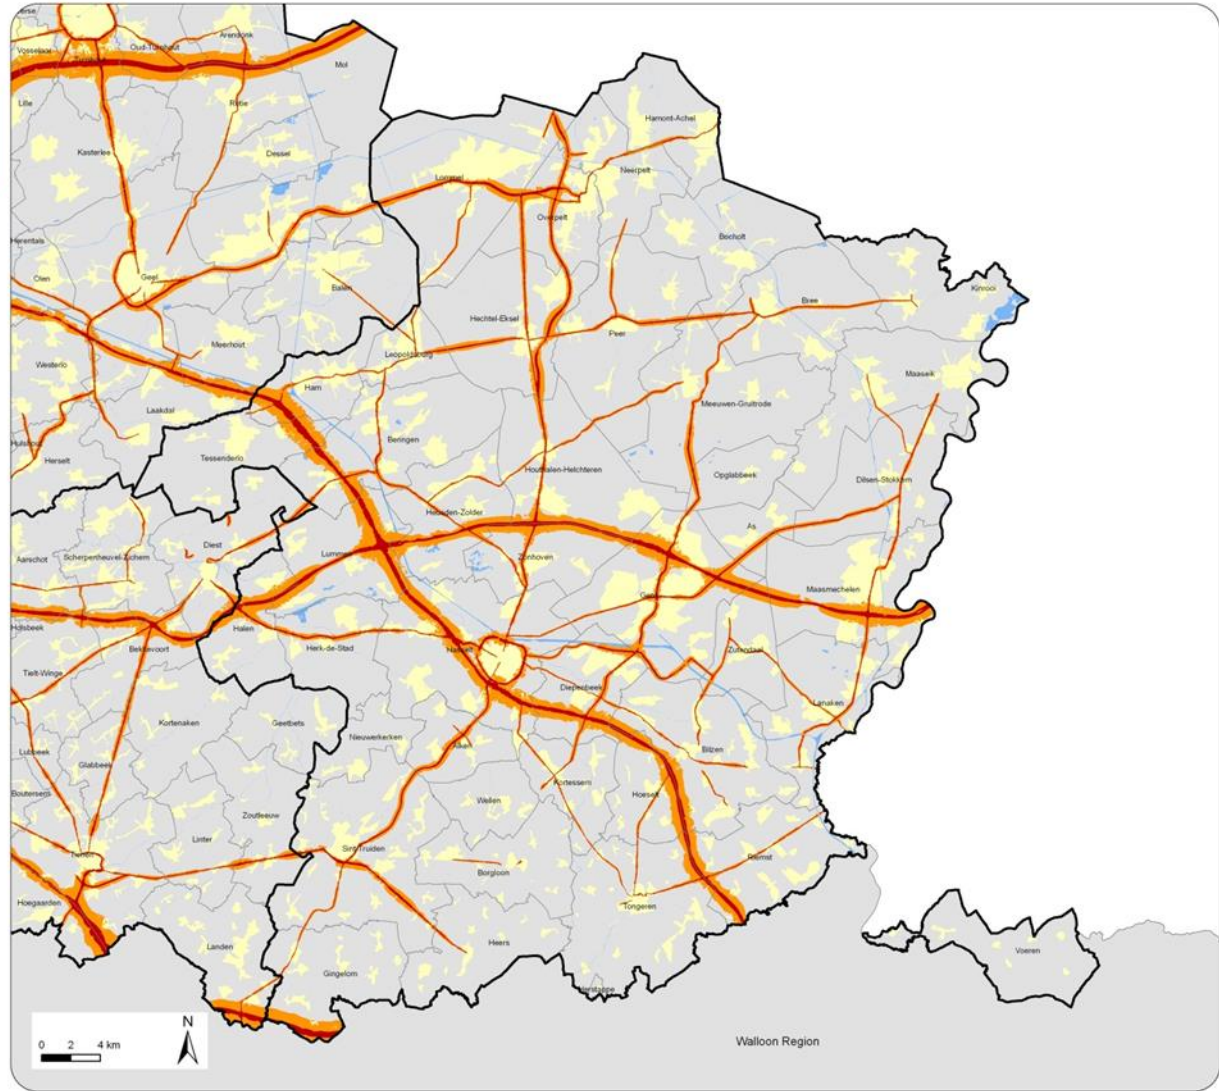 Arendonk
Oud-Turnhout
Vosselaar
Mol
Lille
Retie
Hamont-Achel
Kasterlee
Dessel
Neerpelt
Lommel
Overpelt
Bocholt
Herentals
Olen
Geel
Balen
Kinrooi
Bree
Hechtel-Eksel
Peer
Meerhout
Leopoldsburg
Westerlo
Maaseik
Ham
Laakdal
Meeuwen-Gruitrode
Beringen
Herselt
Tessenderlo
Houthalen-Helchteren
Opglabbeek
Dilsen-Stokkem
Heusden-Zolder
As
Diest
Aarschot
Scherpenheuvel-Zichem
Lummen
Zonhoven
Maasmechelen
Genk
Holsbeek
Halen
Bekkevoort
Herk-de-Stad
Hasselt
Zutendaal
Tielt-Winge
Diepenbeek
Lanaken
Kortenaken
Geetbets
Nieuwerkerken
Alken
Bilzen
Lubbeek
Glabbeek
Kortessem
Boutersem
Hoeselt
Wellen
Zoutleeuw
Linter
Sint-Truiden
Riemst
Borgloon
Hoegaarden
Tongeren
Landen
Heers
Voeren
Gingelom
N
0 2 4 km
Walloon Region